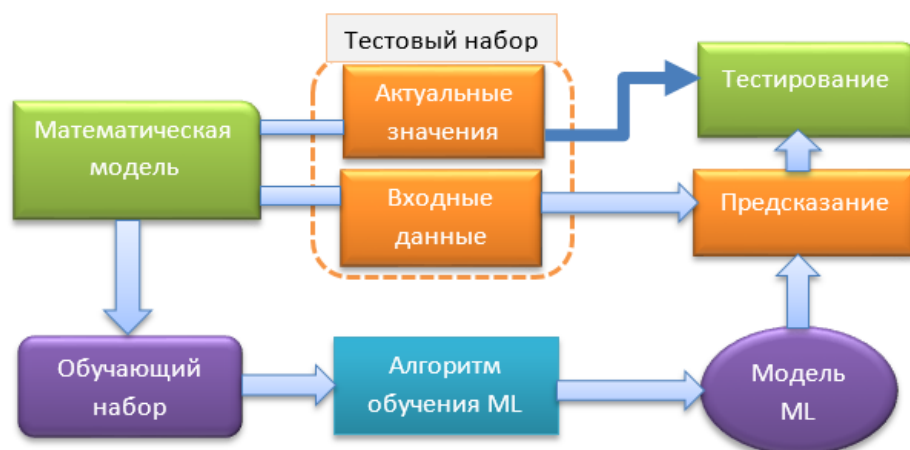 Тестовый набор
Актуальные
значения
Тестирование
Математическая
модель
Входные
данные
Предсказание
Обучающий
набор
Алгоритм
обучения ML
Модель
ML